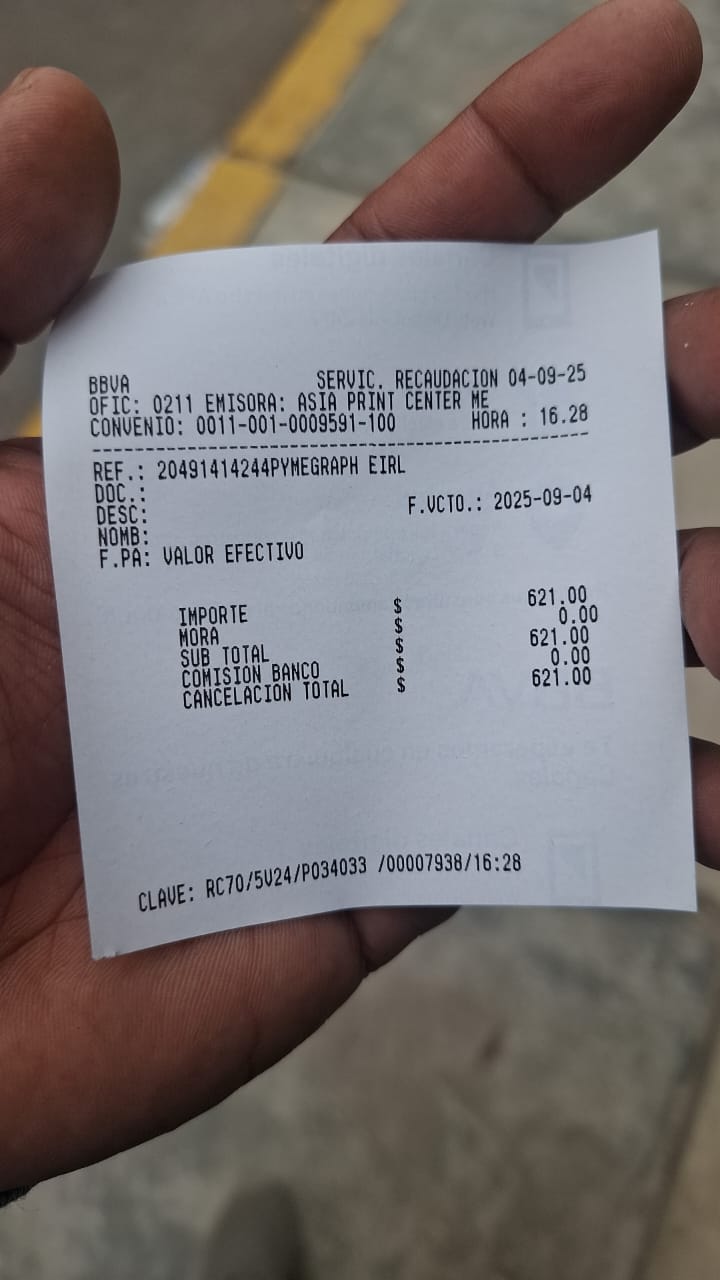 BBVA SERVIC. RECAUDACION 04-09-25
OFIC: 0211 EMISORA: ASIA PRINT CENTER ME
CONVENIO: 0011-001-0009591-100 HORA : 16.28
REF.: 20491414244PYMEGRAPH EIRL
DOC.:
DESC: F.VCTO.: 2025-09-04
NOMB:
F.PA: VALOR EFECTIVO
IMPORTE $ 621.00
MORA $ 0.00
SUB TOTAL $ 621.00
COMISION BANCO $ 0.00
CANCELACION TOTAL $ 621.00
CLAVE: RC70/5V24/P034033 /00007938/16:28